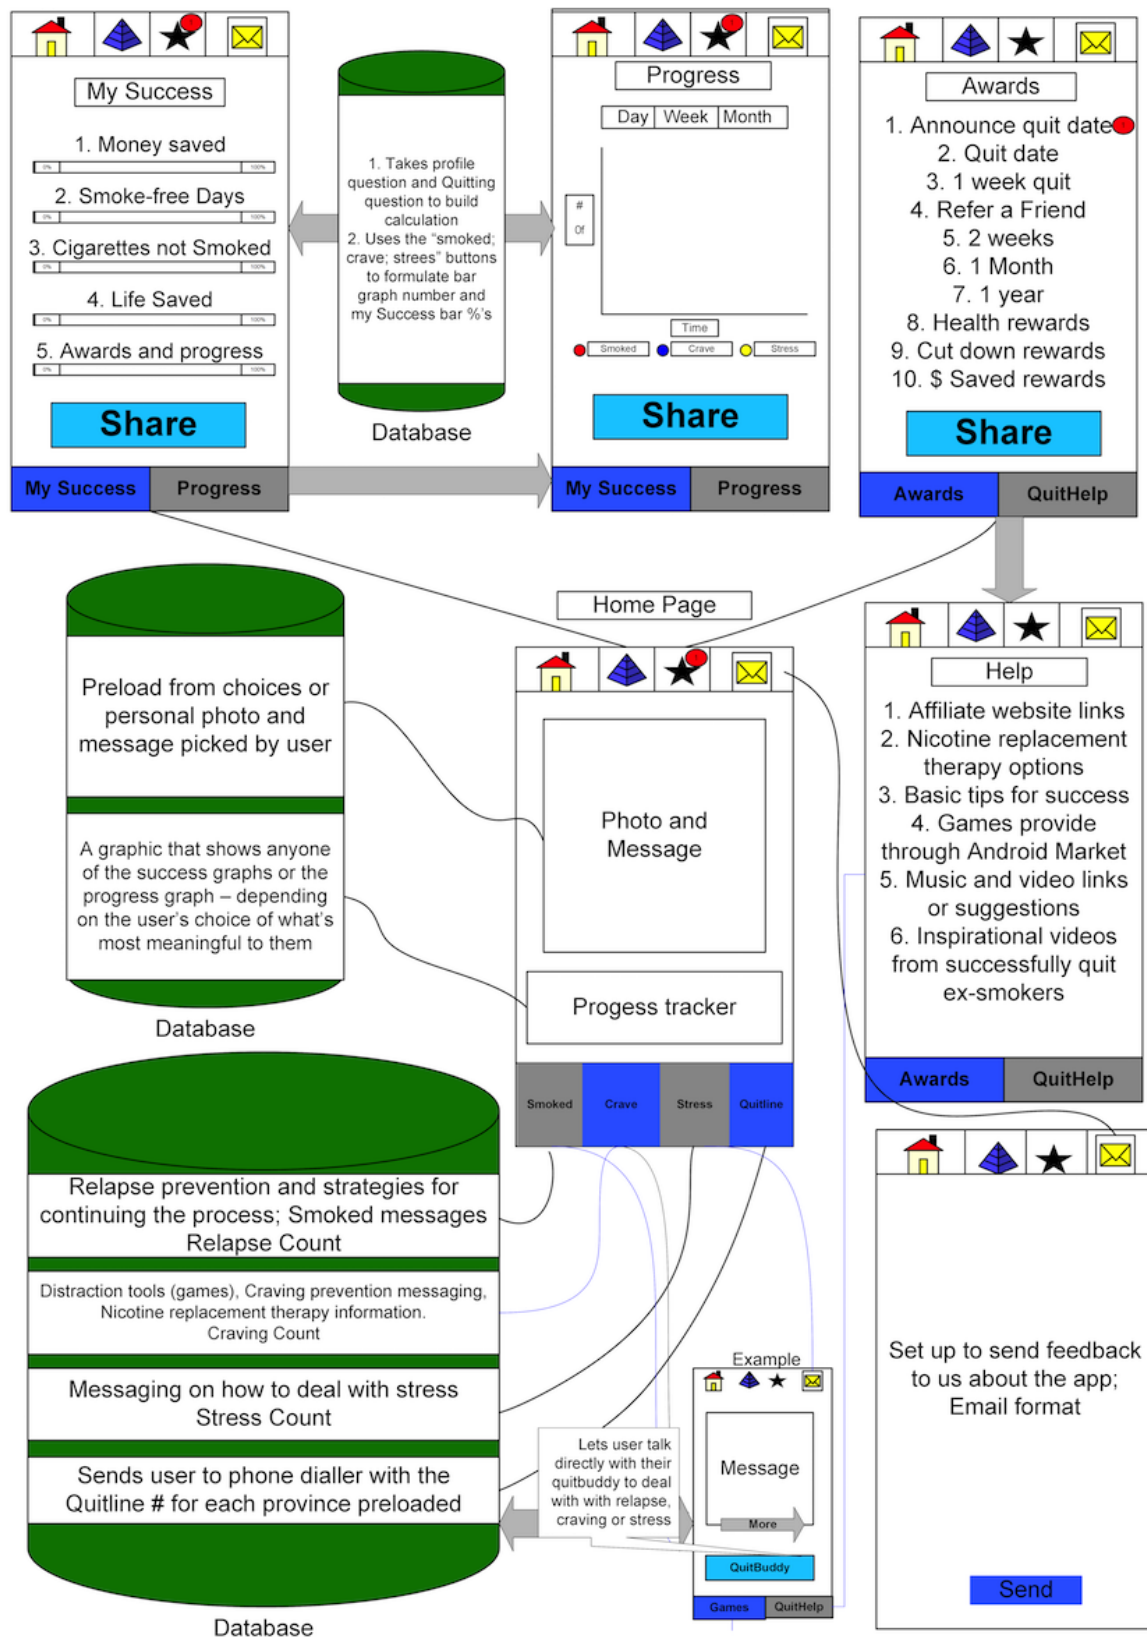 My Success
1. Money saved
0% 100%
2. Smoke-free Days
0% 100%
3. Cigarettes not Smoked
0% 100%
4. Life Saved
0% 100%
5. Awards and progress
0% 100%
Share
My Success Progress
1. Takes profile
question and Quitting
question to build
calculation
2. Uses the “smoked;
crave; strees” buttons
to formulate bar
graph number and
my Success bar %’s
Database
Progress
Day Week Month
#
Of
Time
Smoked Crave Stress
Share
My Success Progress
Awards
1. Announce quit date
2. Quit date
3. 1 week quit
4. Refer a Friend
5. 2 weeks
6. 1 Month
7. 1 year
8. Health rewards
9. Cut down rewards
10. $ Saved rewards
Share
Awards QuitHelp
Preload from choices or
personal photo and
message picked by user
A graphic that shows anyone
of the success graphs or the
progress graph – depending
on the user’s choice of what’s
most meaningful to them
Database
Home Page
Photo and
Message
Progess tracker
Smoked Crave Stress Quitline
Help
1. Affiliate website links
2. Nicotine replacement
therapy options
3. Basic tips for success
4. Games provide
through Android Market
5. Music and video links
or suggestions
6. Inspirational videos
from successfully quit
ex-smokers
Awards QuitHelp
Relapse prevention and strategies for
continuing the process; Smoked messages
Relapse Count
Distraction tools (games), Craving prevention messaging,
Nicotine replacement therapy information.
Craving Count
Messaging on how to deal with stress
Stress Count
Sends user to phone dialler with the
Quitline # for each province preloaded
Database
Lets user talk
directly with their
quitbuddy to deal
with with relapse,
craving or stress
Example
Message
More
QuitBuddy
Games QuitHelp
Set up to send feedback
to us about the app;
Email format
Send